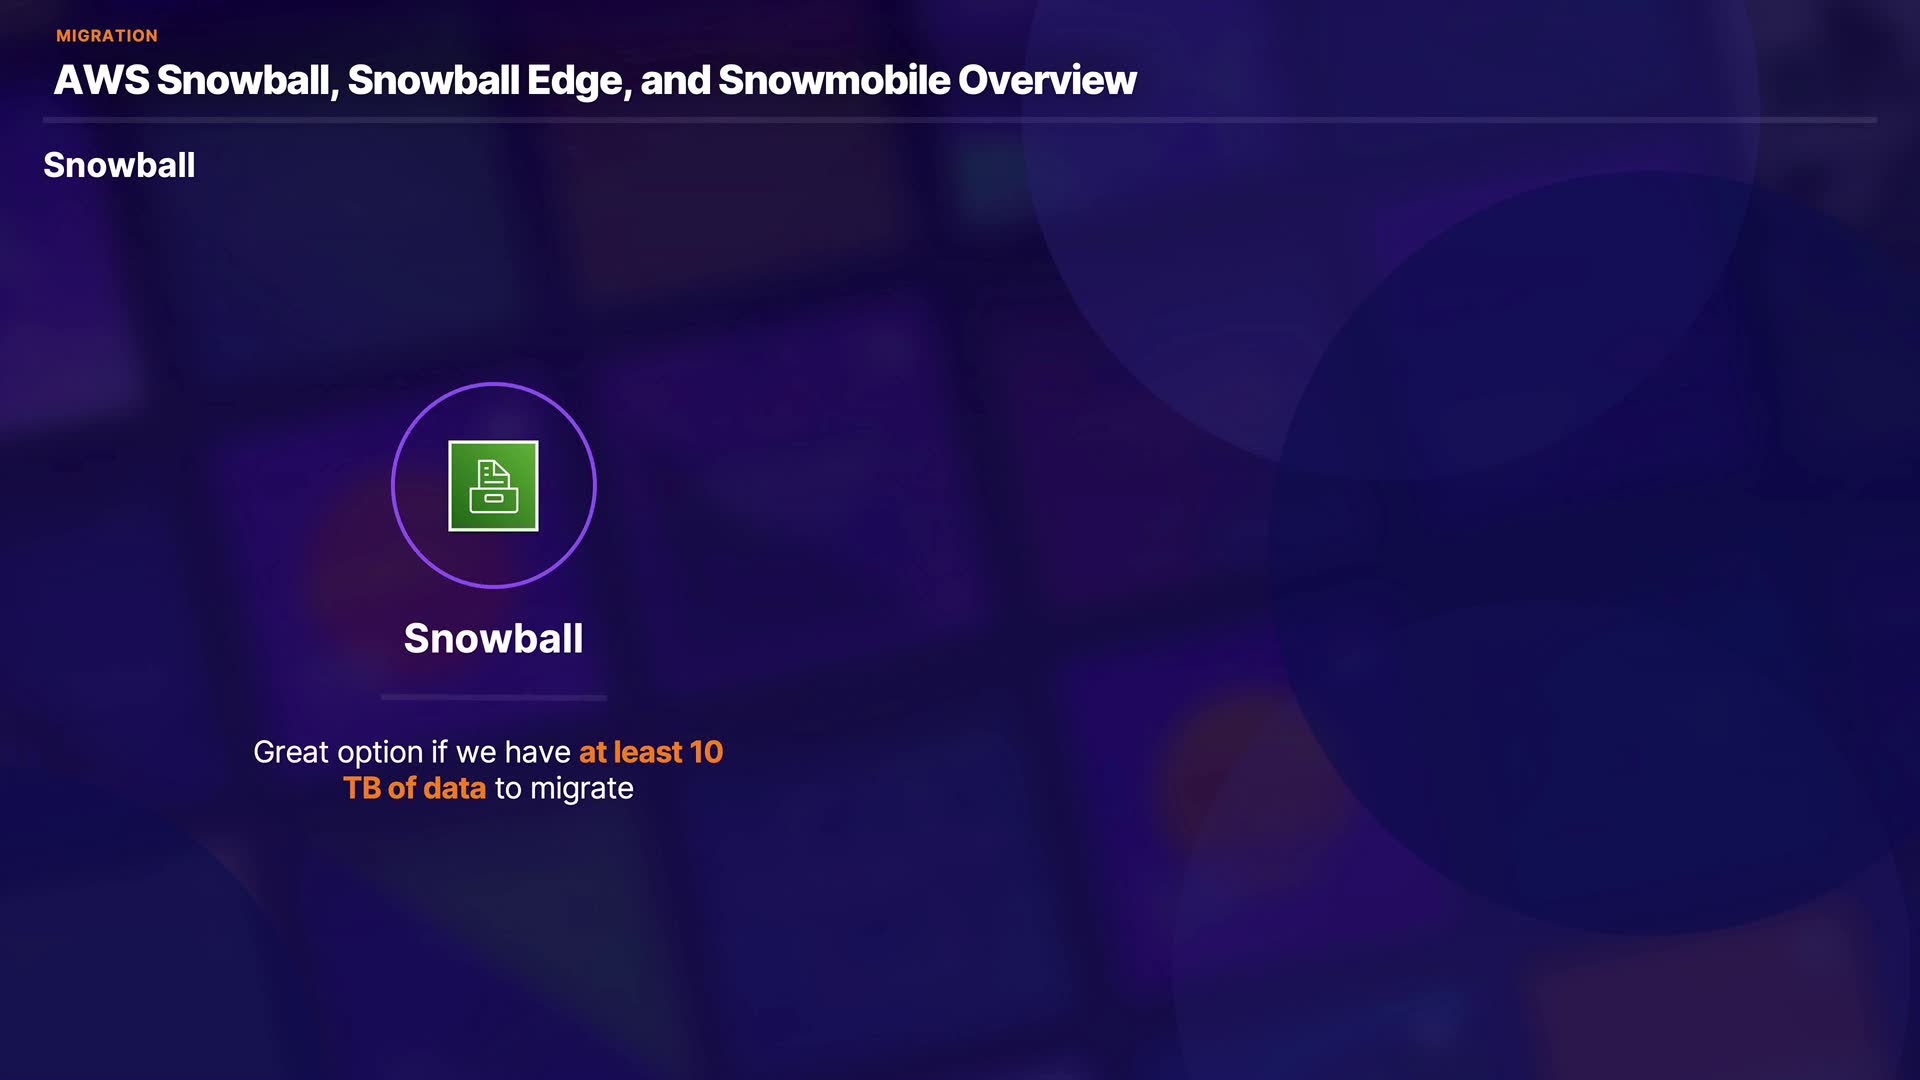 MIGRATION
AWS Snowball, Snowball Edge, and Snowmobile Overview
Snowball
Snowball
Great option if we have at least 10
TB of data to migrate